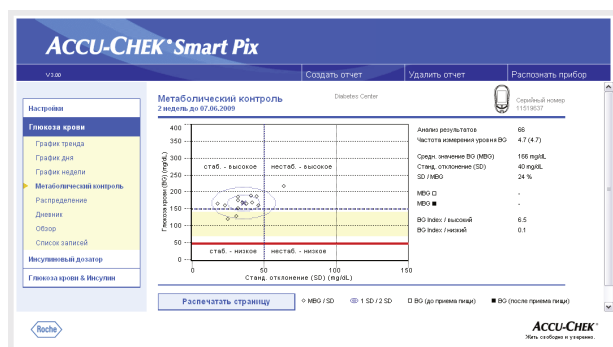 ACCU-CHEK® Smart Pix
V 3.00
Создать отчет
Удалить отчет
Распознать прибор
Настройки
Глюкоза крови
График тренда
График дня
График недели
Метаболический контроль
Распределение
Дневник
Обзор
Список записей
Инсулиновый дозатор
Глюкоза крови & Инсулин
Метаболический контроль
2 недель до 07.06.2009
Diabetes Center
Серийный номер
11519537
Глюкоза крови (BG) (mg/dL)
400
350
300
250
200
150
100
50
0
стаб. - высокое
нестаб. - высокое
стаб. - низкое
нестаб. - низкое
0
50
100
150
Станд. отклонение (SD) (mg/dL)
Анализ результатов 66
Частота измерения уровня BG 4.7 (4.7)
Средн. значение BG (MBG) 166 mg/dL
Станд. отклонение (SD) 40 mg/dL
SD / MBG 24 %
MBG □ -
MBG ■ -
BG Index / высокий 6.5
BG Index / низкий 0.1
Распечатать страницу
◇ MBG / SD
1 SD / 2 SD
□ BG (до приема пищи)
■ BG (после приема пищи)
Roche
ACCU-CHEK®
Жить свободно и уверенно.